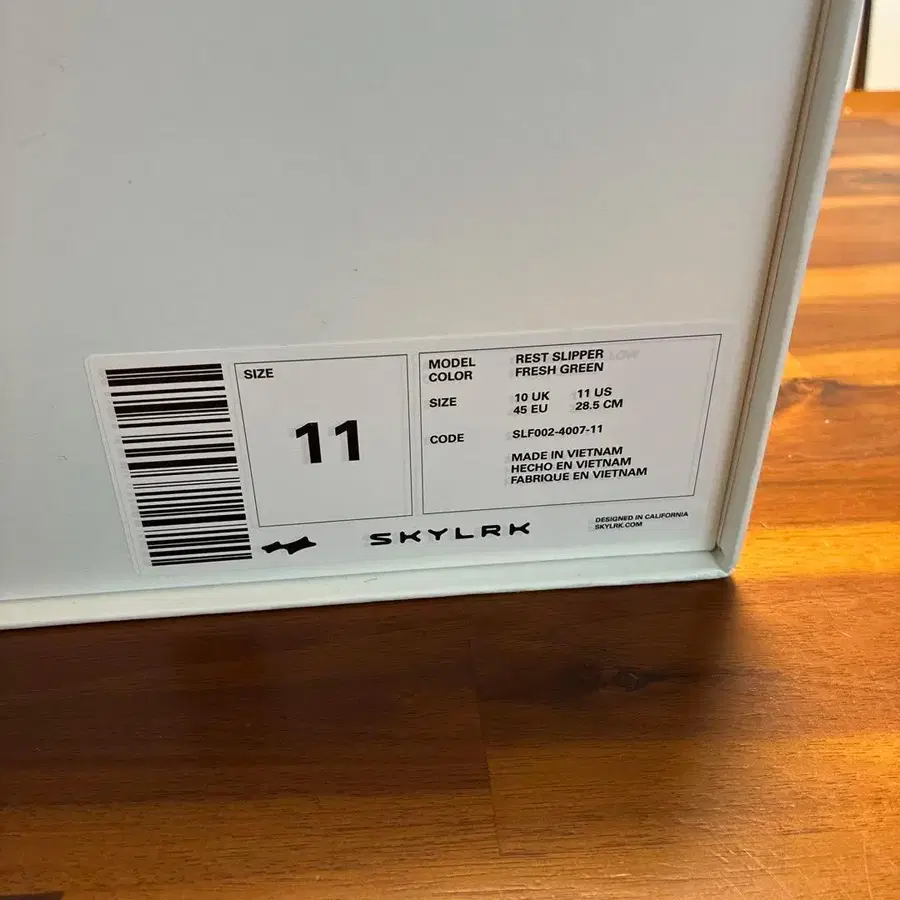 SIZE
11
MODEL REST SLIPPER
COLOR FRESH GREEN
SIZE 10 UK 11 US
45 EU 28.5 CM
CODE SLF002-4007-11
MADE IN VIETNAM
HECHO EN VIETNAM
FABRIQUE EN VIETNAM
SKYLRK
DESIGNED IN CALIFORNIA
SKYLRK.COM